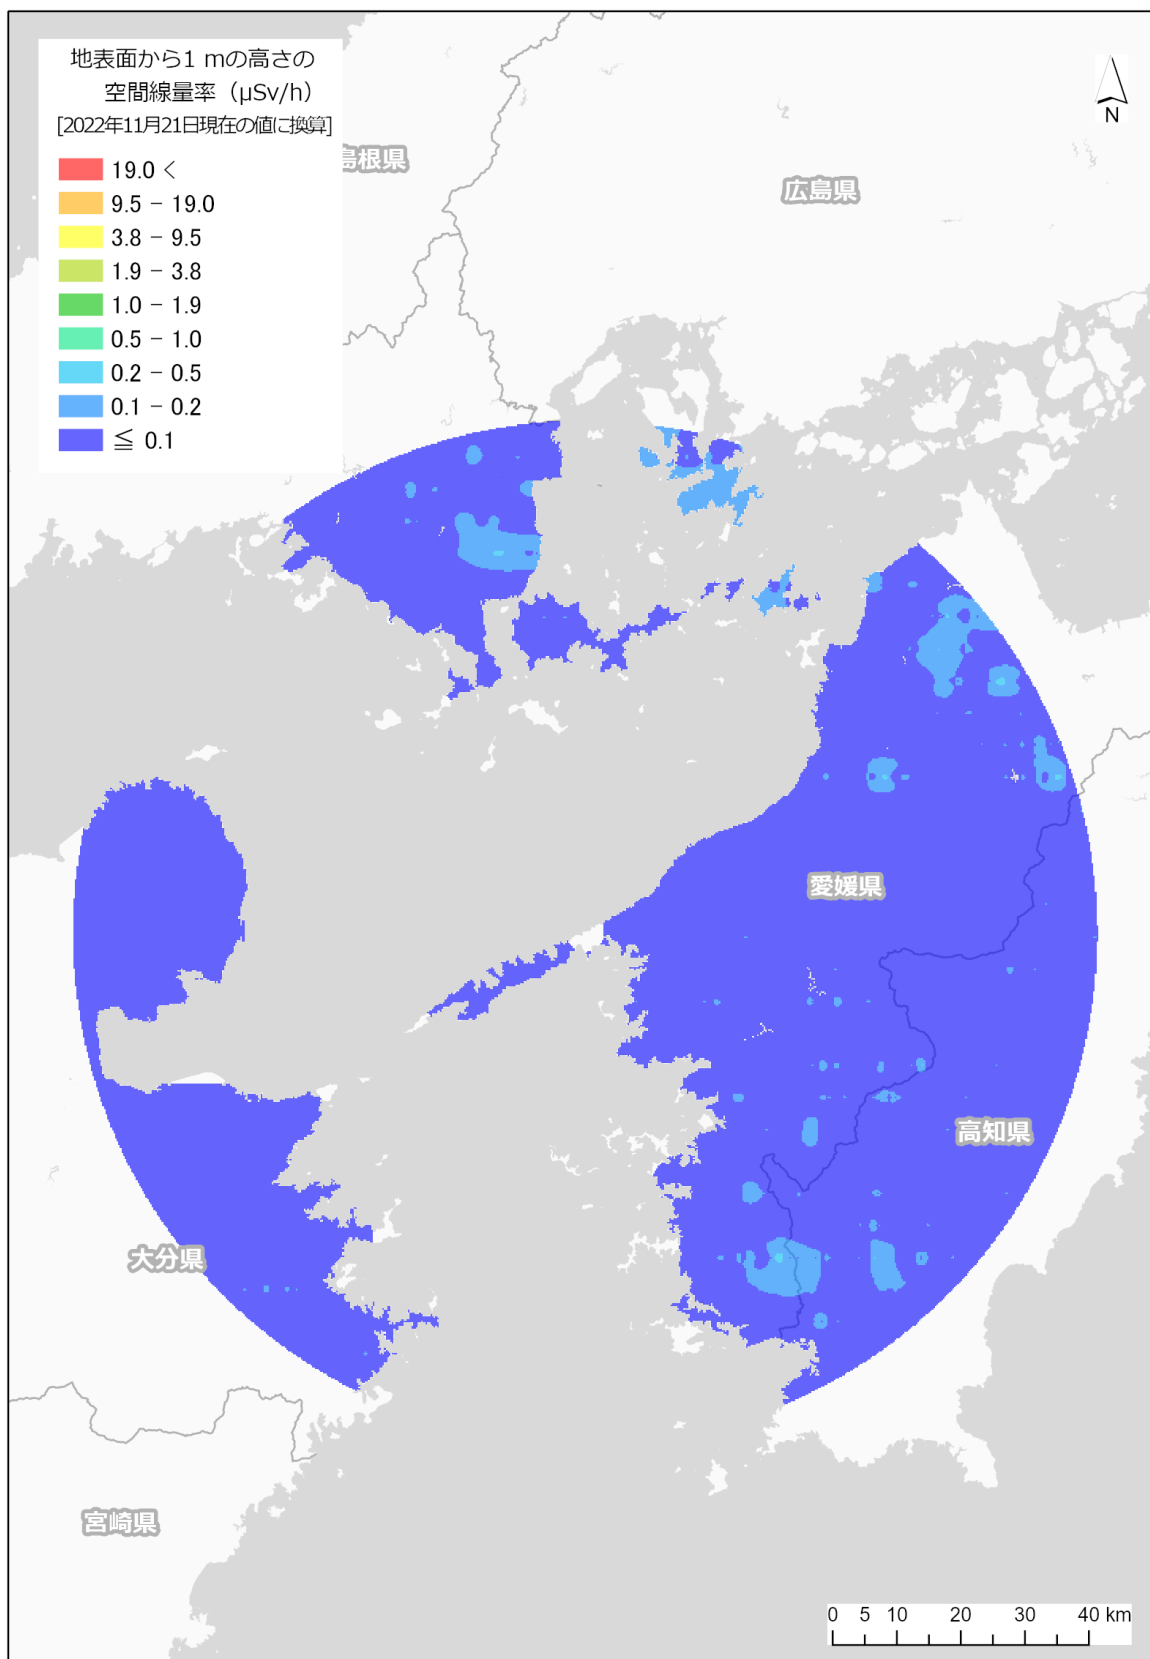 地表面から1 mの高さの
空間線量率（μSv/h）
[2022年11月21日現在の値に換算]
19.0 <
9.5 － 19.0
3.8 － 9.5
1.9 － 3.8
1.0 － 1.9
0.5 － 1.0
0.2 － 0.5
0.1 － 0.2
≦ 0.1
N
島根県
広島県
愛媛県
高知県
大分県
宮崎県
0 5 10 20 30 40 km